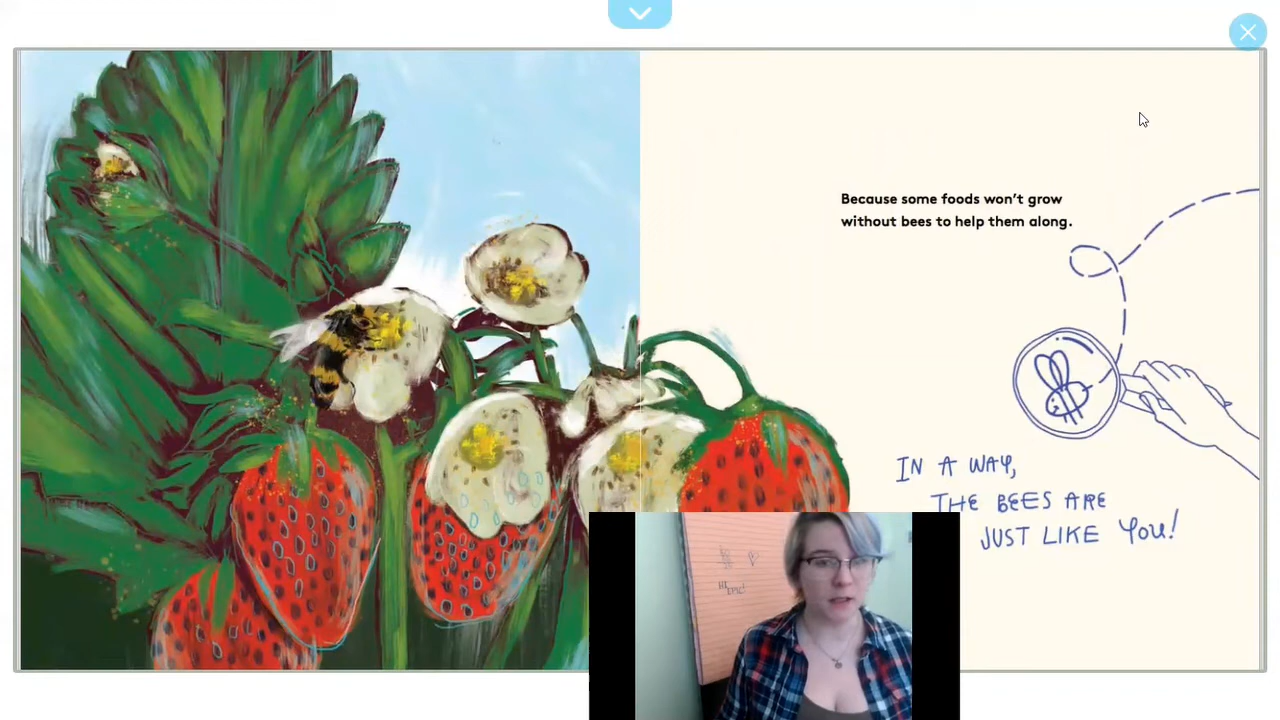 Because some foods won't grow
without bees to help them along.
IN A WAY,
THE BEES ARE
JUST LIKE YOU!